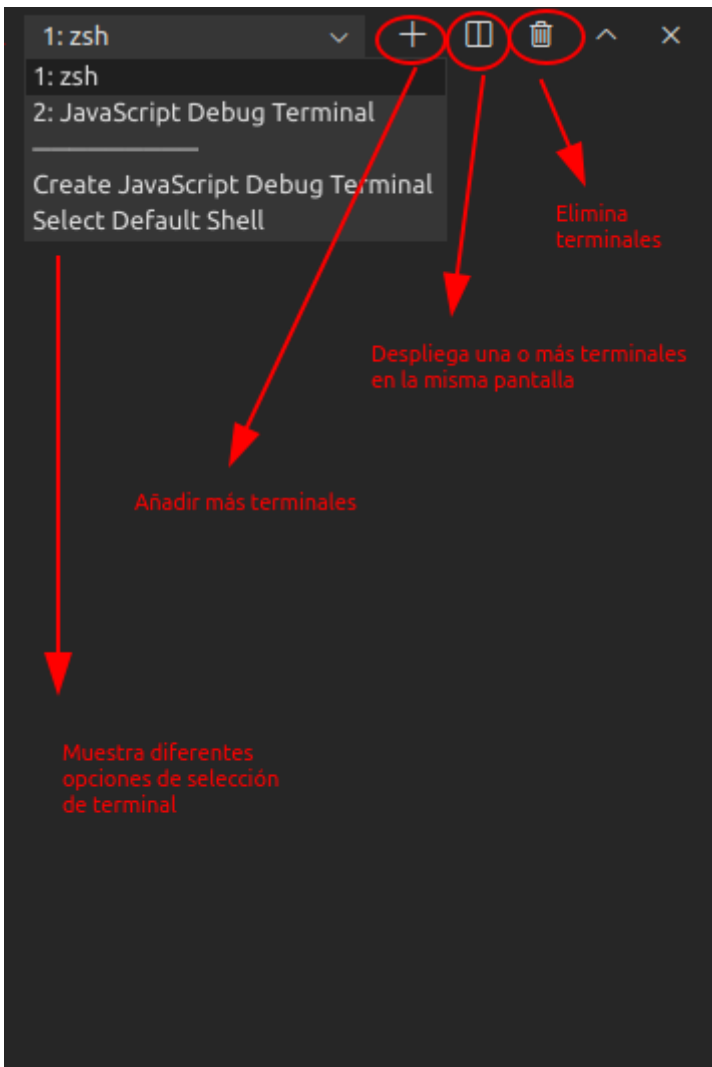 1: zsh
1: zsh
2: JavaScript Debug Terminal
Create JavaScript Debug Terminal
Select Default Shell
Elimina
terminales
Despliega una o más terminales
en la misma pantalla
Añadir más terminales
Muestra diferentes
opciones de selección
de terminal